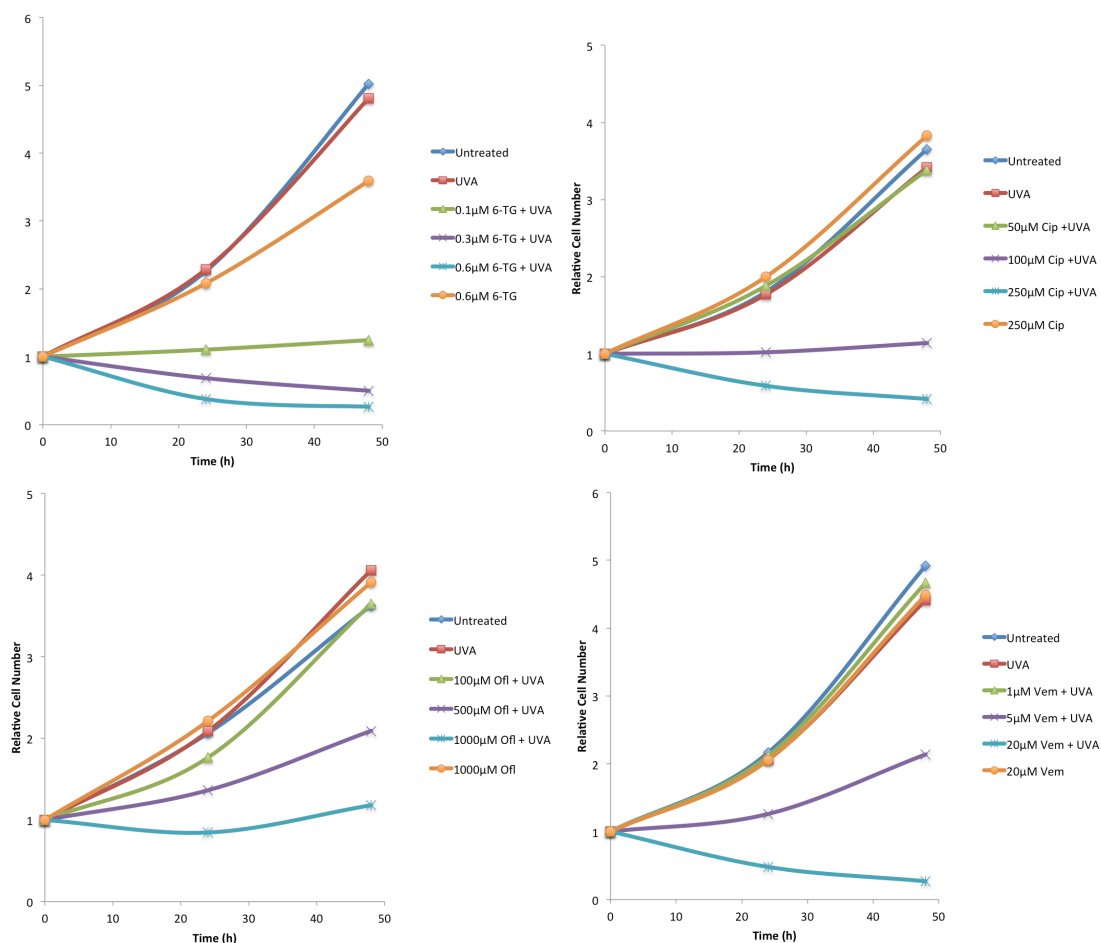 6
5
4
3
2
1
0
0 10 20 30 40 50
Time (h)
Untreated
UVA
0.1µM 6-TG + UVA
0.3µM 6-TG + UVA
0.6µM 6-TG + UVA
0.6µM 6-TG
Relative Cell Number
5
4
3
2
1
0
0 10 20 30 40 50
Time (h)
Untreated
UVA
50µM Cip +UVA
100µM Cip +UVA
250µM Cip +UVA
250µM Cip
Relative Cell Number
5
4
3
2
1
0
0 10 20 30 40 50
Time (h)
Untreated
UVA
100µM Ofl + UVA
500µM Ofl + UVA
1000µM Ofl + UVA
1000µM Ofl
Relative Cell Number
6
5
4
3
2
1
0
0 10 20 30 40 50
Time (h)
Untreated
UVA
1µM Vem + UVA
5µM Vem + UVA
20µM Vem + UVA
20µM Vem